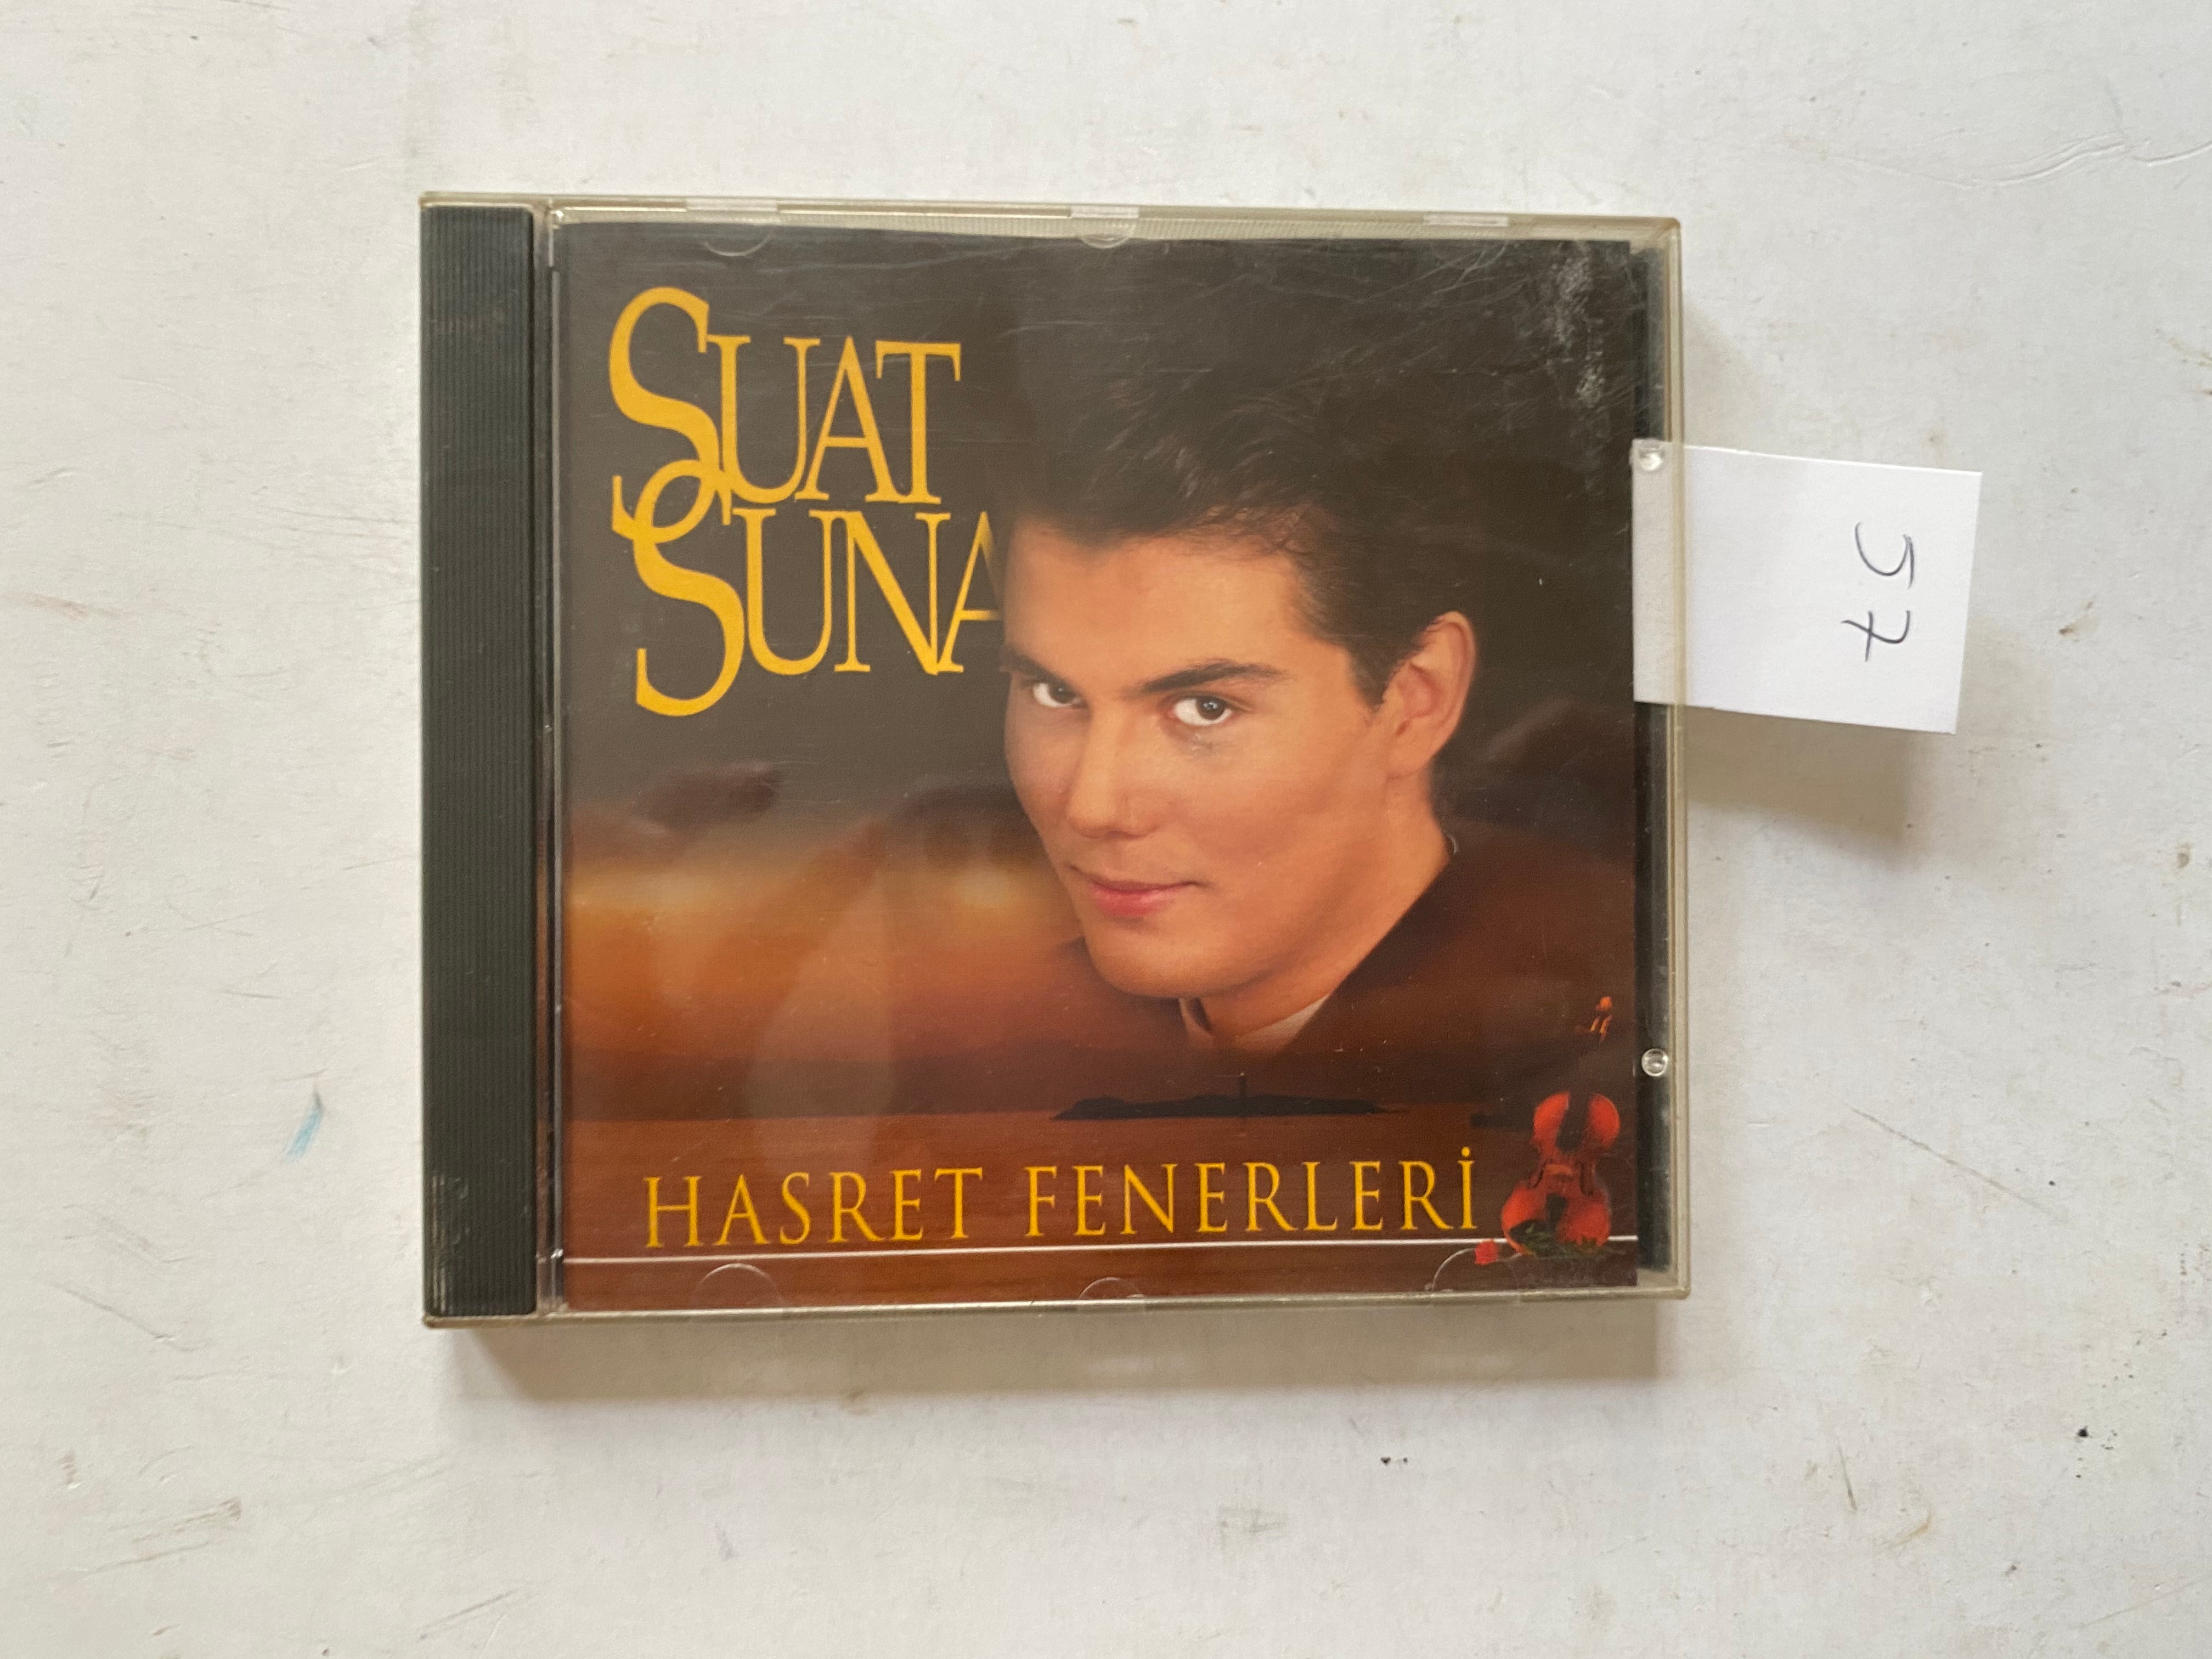 SUAT
SUNA
HASRET FENERLERİ
57